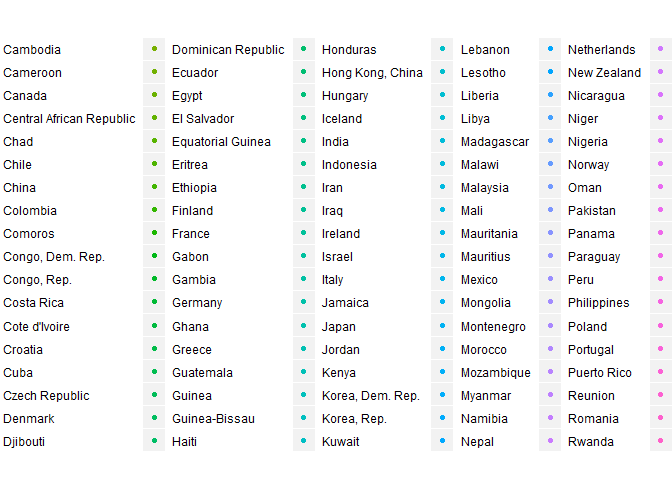 Cambodia
Cameroon
Canada
Central African Republic
Chad
Chile
China
Colombia
Comoros
Congo, Dem. Rep.
Congo, Rep.
Costa Rica
Cote d'Ivoire
Croatia
Cuba
Czech Republic
Denmark
Djibouti
Dominican Republic
Ecuador
Egypt
El Salvador
Equatorial Guinea
Eritrea
Ethiopia
Finland
France
Gabon
Gambia
Germany
Ghana
Greece
Guatemala
Guinea
Guinea-Bissau
Haiti
Honduras
Hong Kong, China
Hungary
Iceland
India
Indonesia
Iran
Iraq
Ireland
Israel
Italy
Jamaica
Japan
Jordan
Kenya
Korea, Dem. Rep.
Korea, Rep.
Kuwait
Lebanon
Lesotho
Liberia
Libya
Madagascar
Malawi
Malaysia
Mali
Mauritania
Mauritius
Mexico
Mongolia
Montenegro
Morocco
Mozambique
Myanmar
Namibia
Nepal
Netherlands
New Zealand
Nicaragua
Niger
Nigeria
Norway
Oman
Pakistan
Panama
Paraguay
Peru
Philippines
Poland
Portugal
Puerto Rico
Reunion
Romania
Rwanda